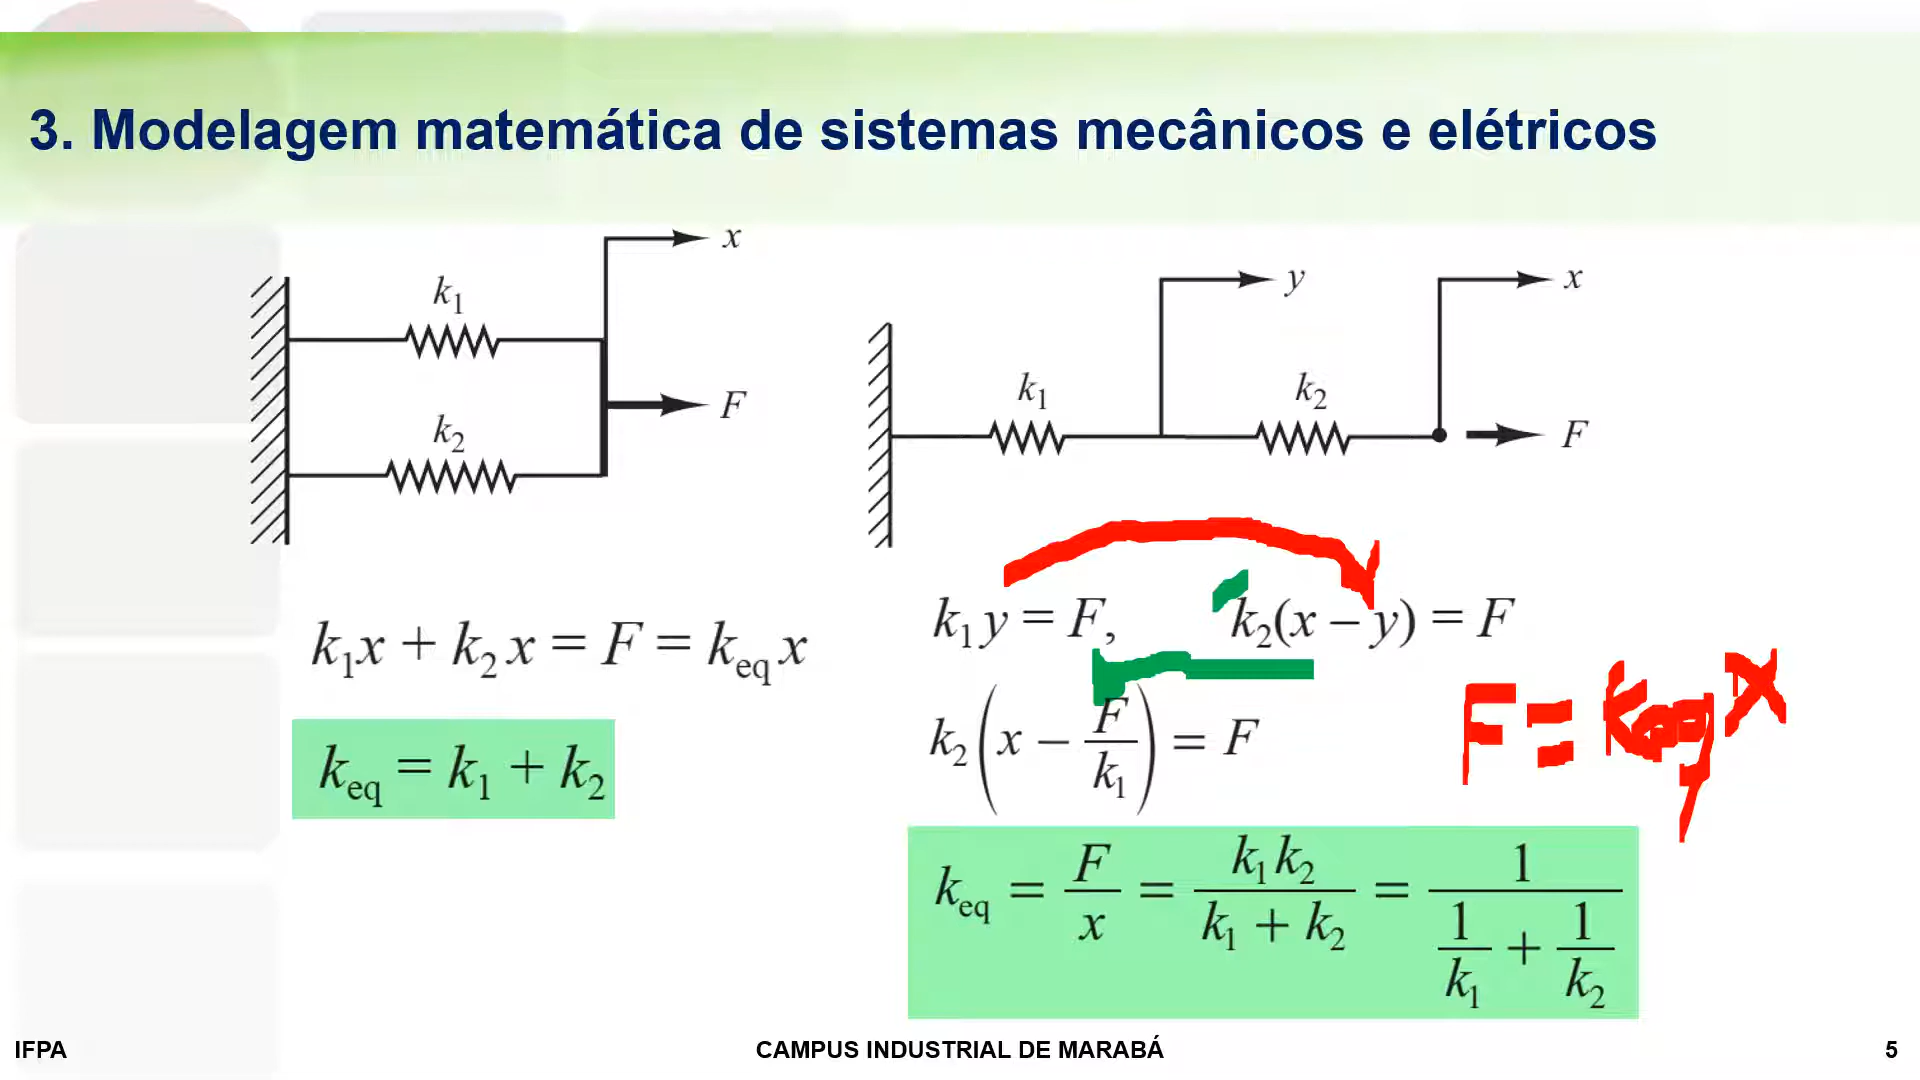 3. Modelagem matemática de sistemas mecânicos e elétricos
x
k₁
F
k₂
y
x
k₁
k₂
F
k₁x + k₂x = F = k_eq x
k_eq = k₁ + k₂
k₁y = F, k₂(x − y) = F
k₂(x − F/k₁) = F
F = keq x
k_eq = F/x = k₁k₂/(k₁ + k₂) = 1/(1/k₁ + 1/k₂)
IFPA CAMPUS INDUSTRIAL DE MARABÁ 5